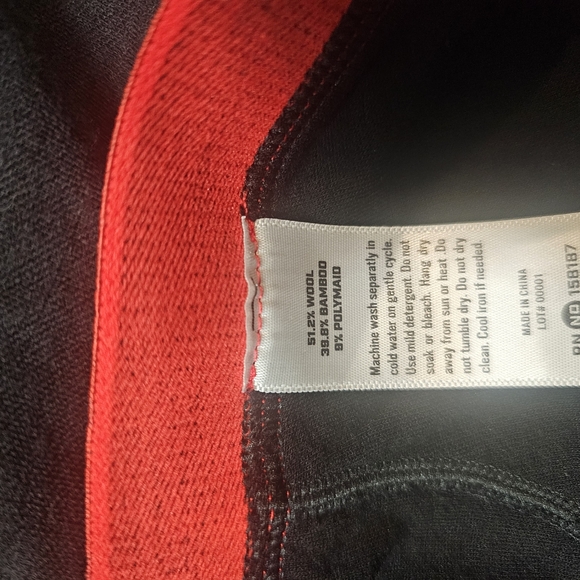 51.2% WOOL
39.8% BAMBOO
9% POLYMAID
Machine wash separatly in
cold water on gentle cycle.
Use mild detergent. Do not
soak or bleach. Hang dry
away from sun or heat .Do
not tumble dry. Do not dry
clean. Cool Iron if needed.
MADE IN CHINA
LOT# 00001
RN NO.158187